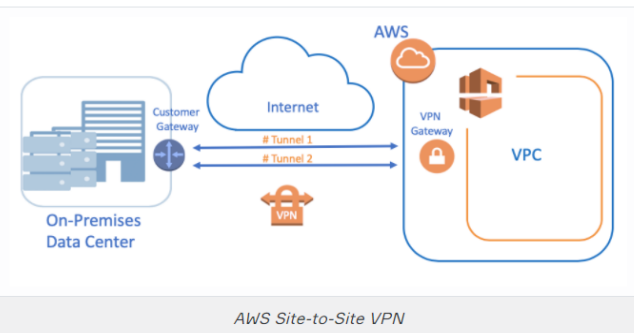 AWS
Internet
Customer
Gateway
# Tunnel 1
# Tunnel 2
VPN
Gateway
VPC
VPN
On-Premises
Data Center
AWS Site-to-Site VPN